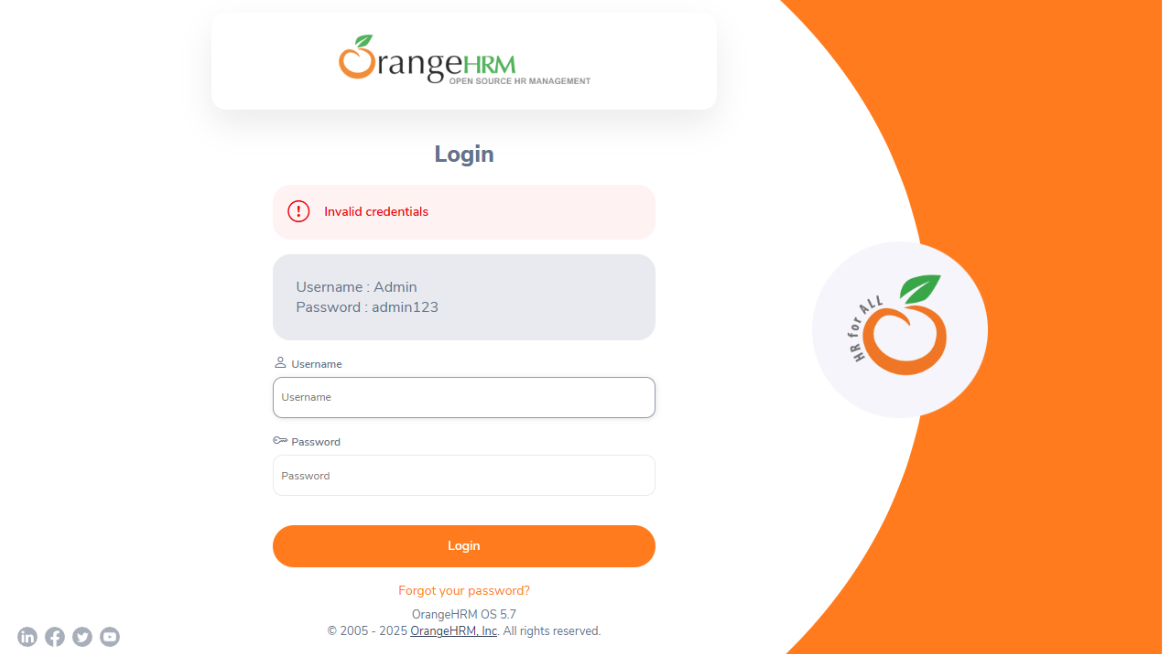 OrangeHRM
OPEN SOURCE HR MANAGEMENT
Login
Invalid credentials
Username : Admin
Password : admin123
Username
Username
Password
Password
Login
Forgot your password?
OrangeHRM OS 5.7
© 2005 - 2025 OrangeHRM, Inc. All rights reserved.
HR for ALL